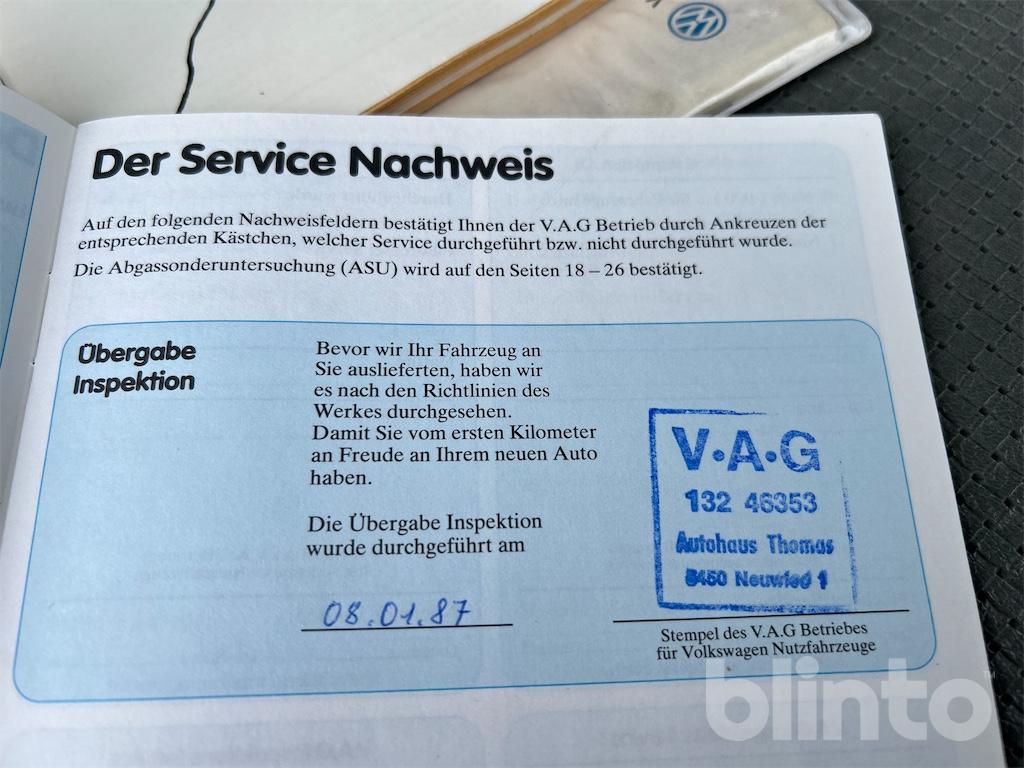 Der Service Nachweis
Auf den folgenden Nachweisfeldern bestätigt Ihnen der V.A.G Betrieb durch Ankreuzen der
entsprechenden Kästchen, welcher Service durchgeführt bzw. nicht durchgeführt wurde.
Die Abgassonderuntersuchung (ASU) wird auf den Seiten 18 – 26 bestätigt.
Übergabe
Inspektion
Bevor wir Ihr Fahrzeug an
Sie auslieferten, haben wir
es nach den Richtlinien des
Werkes durchgesehen.
Damit Sie vom ersten Kilometer
an Freude an Ihrem neuen Auto
haben.
Die Übergabe Inspektion
wurde durchgeführt am
08.01.87
V·A·G
132 46353
Autohaus Thomas
5450 Neuwied 1
Stempel des V.A.G Betriebes
für Volkswagen Nutzfahrzeuge
blinto